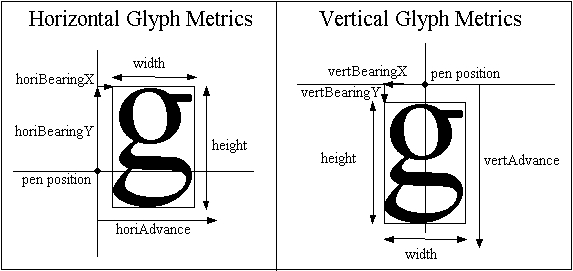 Horizontal Glyph Metrics
width
horiBearingX
horiBearingY
g
height
pen position
horiAdvance
Vertical Glyph Metrics
vertBearingX
pen position
vertBearingY
g
height
vertAdvance
width